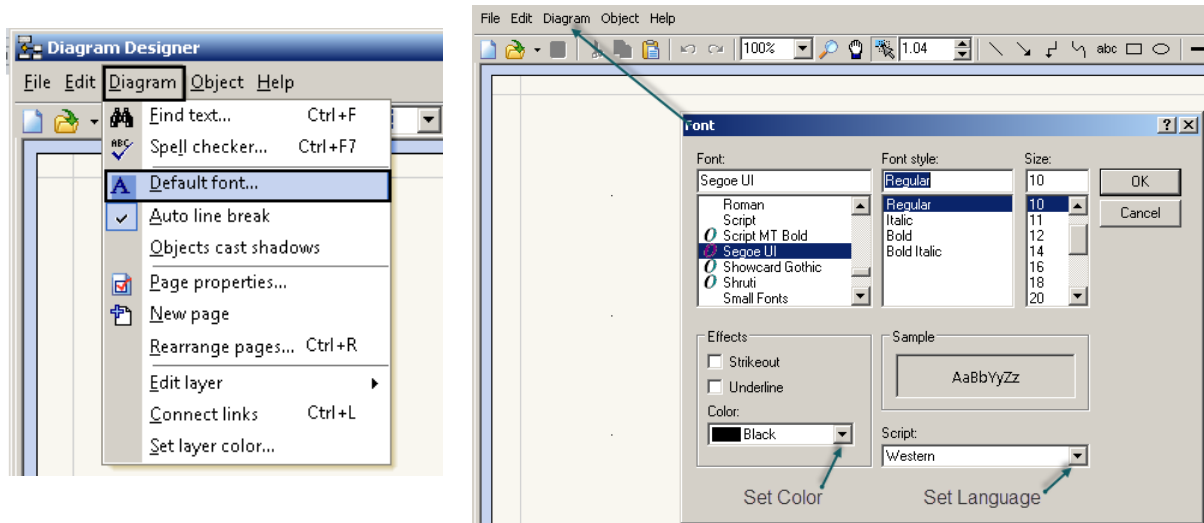 Diagram Designer
File Edit Diagram Object Help
Find text... Ctrl+F
ABC
Spell checker... Ctrl+F7
A
Default font...
Auto line break
Objects cast shadows
Page properties...
New page
Rearrange pages... Ctrl+R
Edit layer
Connect links Ctrl+L
Set layer color...
File Edit Diagram Object Help
100% 1.04 abc
Font
Font: Font style: Size:
Segoe UI Regular 10 OK
Roman Regular 10
Script Italic 11 Cancel
O Script MT Bold Bold 12
O Segoe UI Bold Italic 14
O Showcard Gothic 16
O Shruti 18
Small Fonts 20
Effects Sample
Strikeout
AaBbYyZz
Underline
Color:
Black Script:
Western
Set Color Set Language